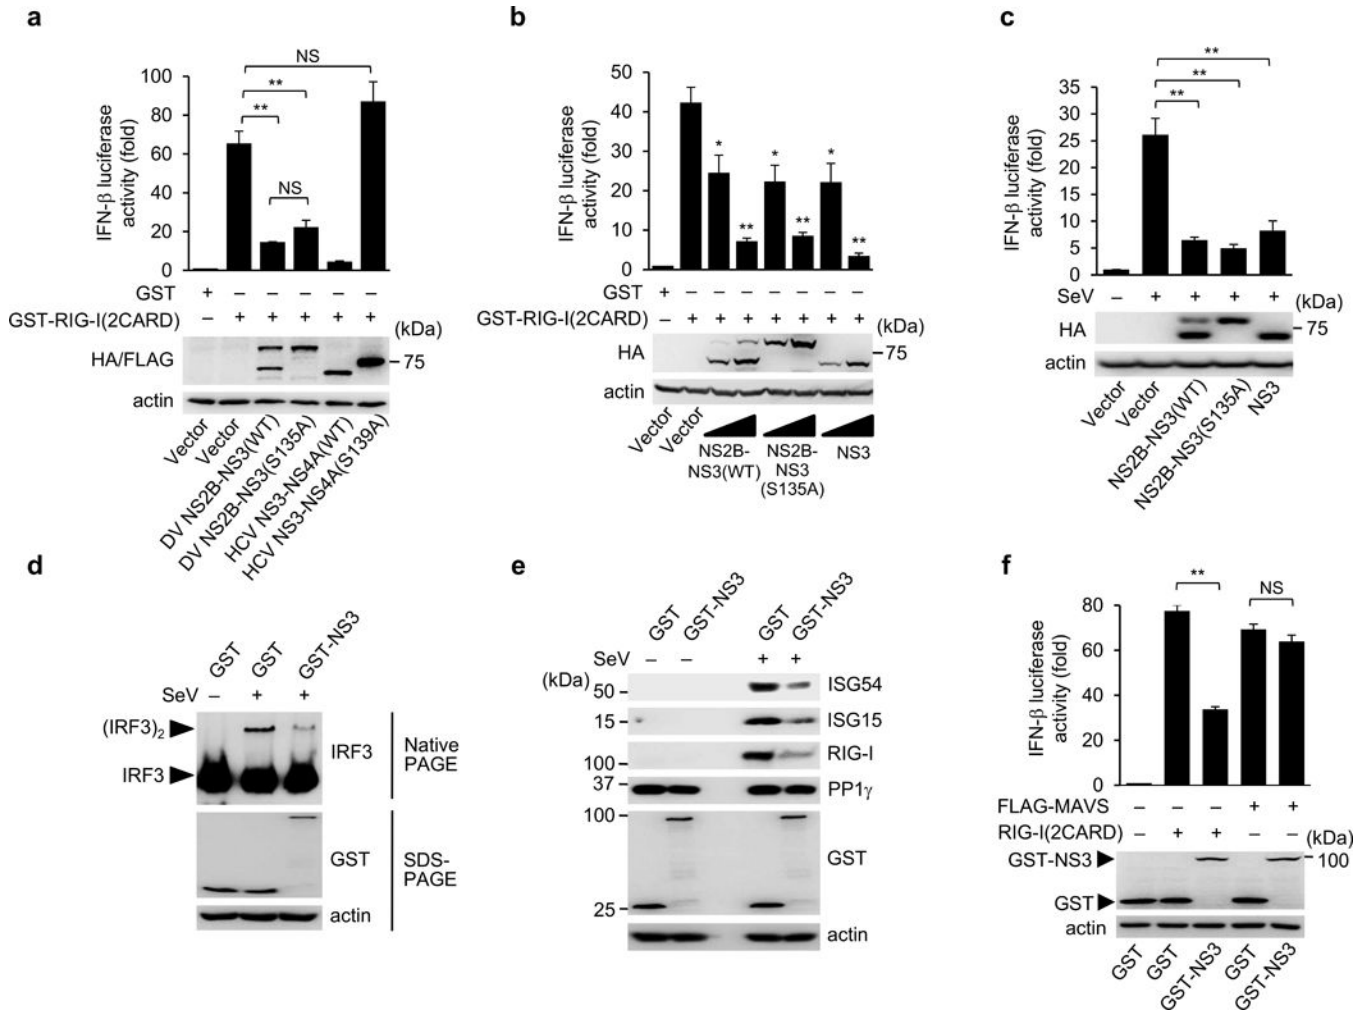 a
NS
**
**
NS
100
80
60
40
20
0
IFN-β luciferase
activity (fold)
GST + – – – – –
GST-RIG-I(2CARD) – + + + + +
(kDa)
HA/FLAG
75
actin
Vector
Vector
DV NS2B-NS3(WT)
DV NS2B-NS3(S135A)
HCV NS3-NS4A(WT)
HCV NS3-NS4A(S139A)
b
50
40
30
20
10
0
IFN-β luciferase
activity (fold)
* ** * ** * **
GST + – – – – – – –
GST-RIG-I(2CARD) – + + + + + + +
(kDa)
HA
75
actin
Vector
Vector
NS2B-
NS3(WT)
NS2B-
NS3
(S135A)
NS3
c
**
**
**
35
30
25
20
15
10
5
0
IFN-β luciferase
activity (fold)
SeV – + + + + (kDa)
HA
75
actin
Vector
Vector
NS2B-NS3(WT)
NS2B-NS3(S135A)
NS3
d
GST
GST
GST-NS3
SeV – + +
(IRF3)2
IRF3
IRF3
Native
PAGE
GST
SDS-
PAGE
actin
e
GST
GST-NS3
GST
GST-NS3
SeV – – + +
(kDa)
50
ISG54
15
ISG15
100
RIG-I
37
PP1γ
100
GST
25
actin
f
**
NS
80
60
40
20
0
IFN-β luciferase
activity (fold)
FLAG-MAVS – – – + +
RIG-I(2CARD) – + + – –
(kDa)
GST-NS3
100
GST
actin
GST
GST
GST-NS3
GST
GST-NS3